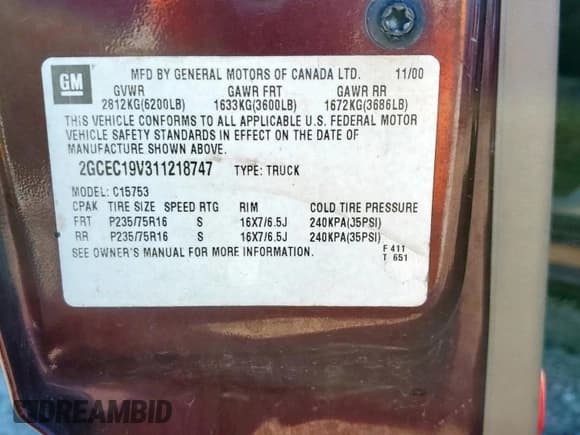 GM MFD BY GENERAL MOTORS OF CANADA LTD. 11/00
GVWR GAWR FRT GAWR RR
2812KG(6200LB) 1633KG(3600LB) 1672KG(3686LB)
THIS VEHICLE CONFORMS TO ALL APPLICABLE U.S. FEDERAL MOTOR
VEHICLE SAFETY STANDARDS IN EFFECT ON THE DATE OF
MANUFACTURE SHOWN ABOVE.
2GCEC19V311218747 TYPE: TRUCK
MODEL: C15753
CPAK TIRE SIZE SPEED RTG RIM COLD TIRE PRESSURE
FRT P235/75R16 S 16X7/6.5J 240KPA(35PSI)
RR P235/75R16 S 16X7/6.5J 240KPA(35PSI)
SEE OWNER'S MANUAL FOR MORE INFORMATION. F 411
T 651
DREAMBID